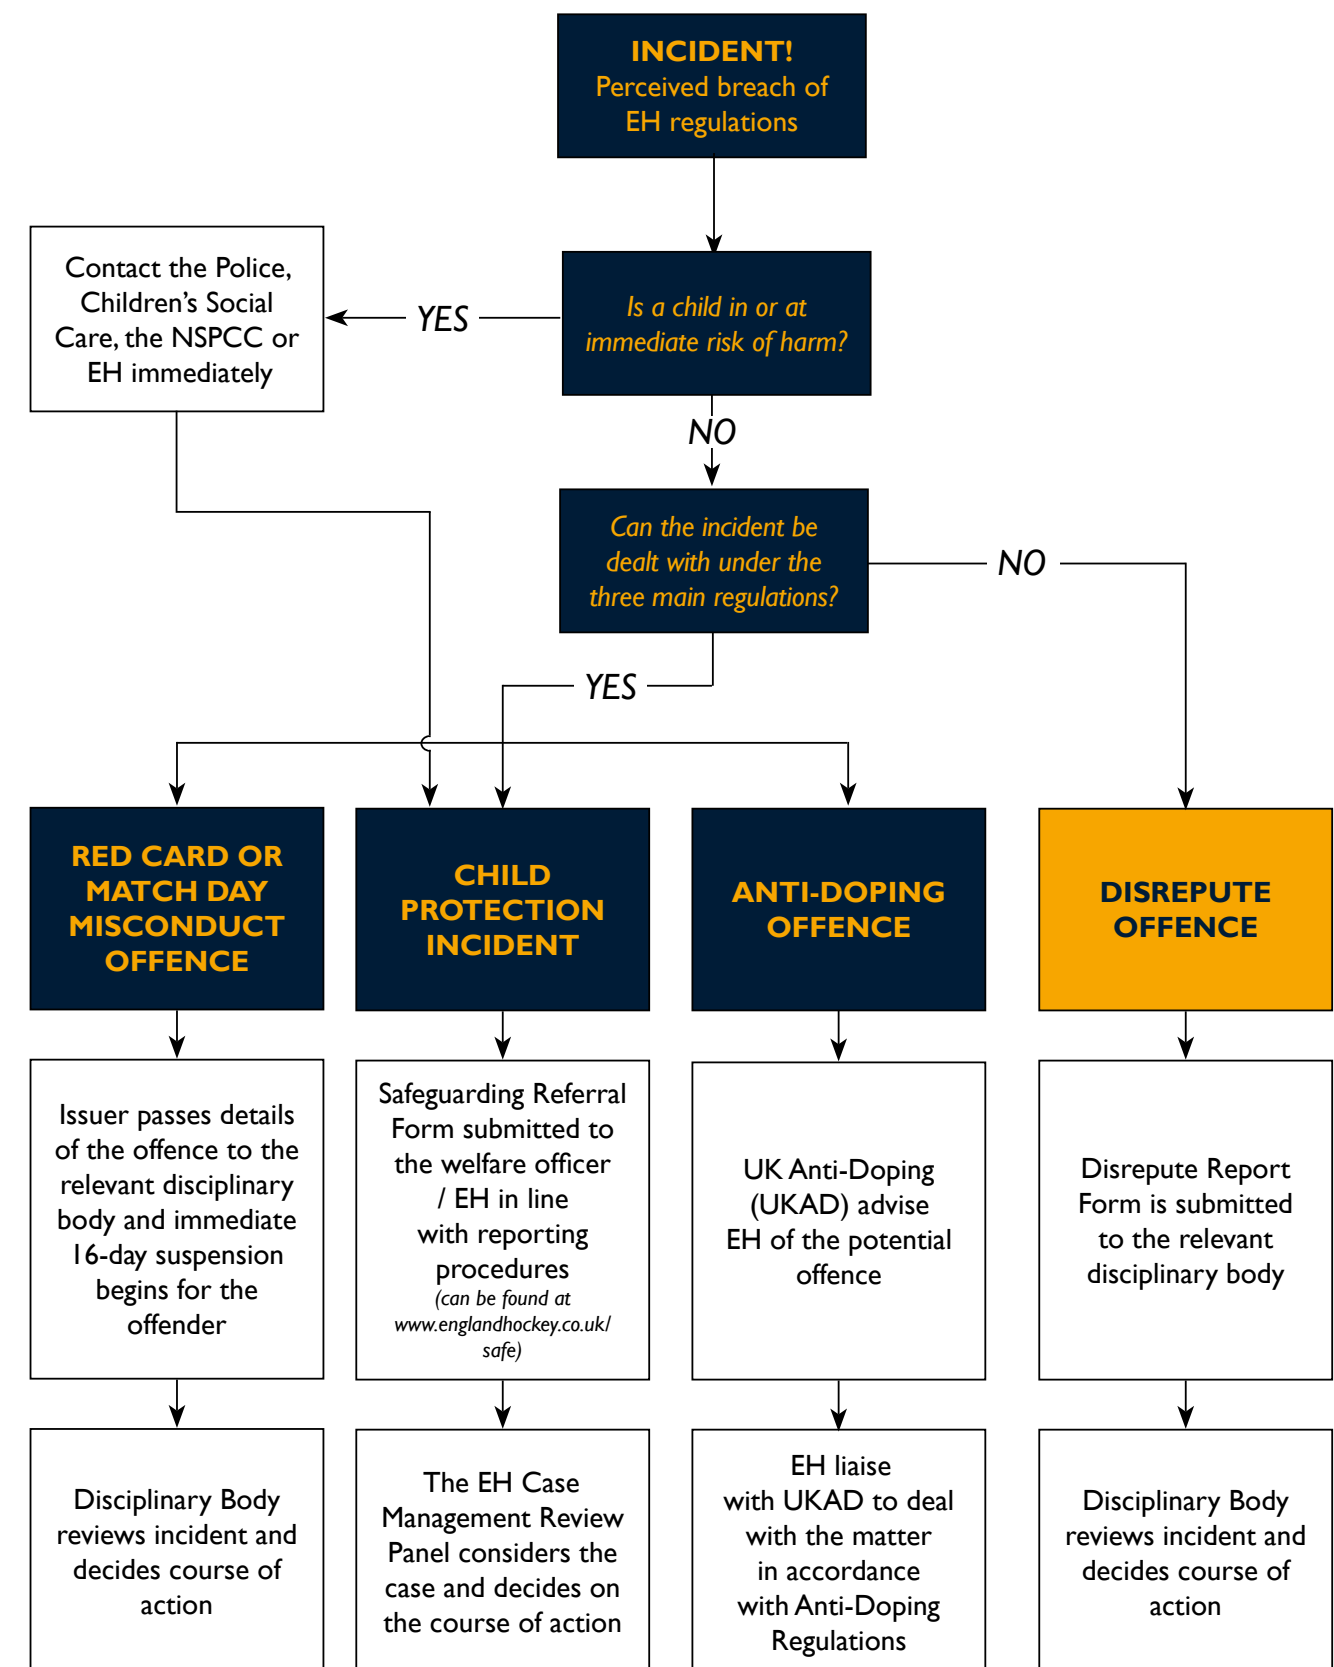 INCIDENT!
Perceived breach of
EH regulations
Contact the Police,
Children’s Social
Care, the NSPCC or
EH immediately
YES
Is a child in or at
immediate risk of harm?
NO
Can the incident be
dealt with under the
three main regulations?
NO
YES
RED CARD OR
MATCH DAY
MISCONDUCT
OFFENCE
CHILD
PROTECTION
INCIDENT
ANTI-DOPING
OFFENCE
DISREPUTE
OFFENCE
Issuer passes details
of the offence to the
relevant disciplinary
body and immediate
16-day suspension
begins for the
offender
Safeguarding Referral
Form submitted to
the welfare officer
/ EH in line
with reporting
procedures
(can be found at
www.englandhockey.co.uk/
safe)
UK Anti-Doping
(UKAD) advise
EH of the potential
offence
Disrepute Report
Form is submitted
to the relevant
disciplinary body
Disciplinary Body
reviews incident and
decides course of
action
The EH Case
Management Review
Panel considers the
case and decides on
the course of action
EH liaise
with UKAD to deal
with the matter
in accordance
with Anti-Doping
Regulations
Disciplinary Body
reviews incident and
decides course of
action